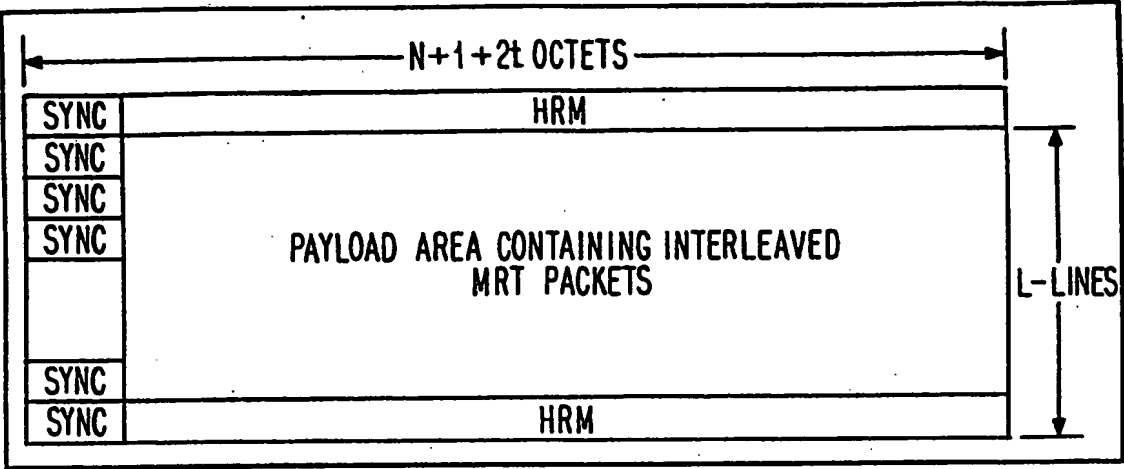 N+1+2t OCTETS
SYNC HRM
SYNC
SYNC
SYNC
PAYLOAD AREA CONTAINING INTERLEAVED
MRT PACKETS
L-LINES
SYNC
SYNC HRM